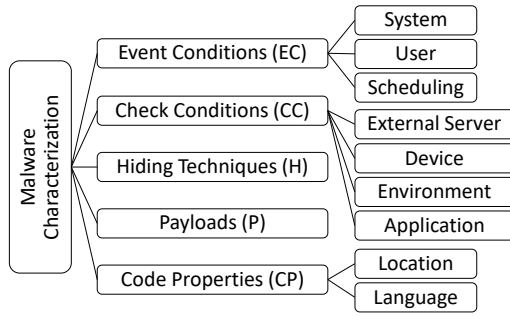 Malware
Characterization
Event Conditions (EC)
System
User
Scheduling
Check Conditions (CC)
External Server
Device
Environment
Application
Hiding Techniques (H)
Payloads (P)
Code Properties (CP)
Location
Language